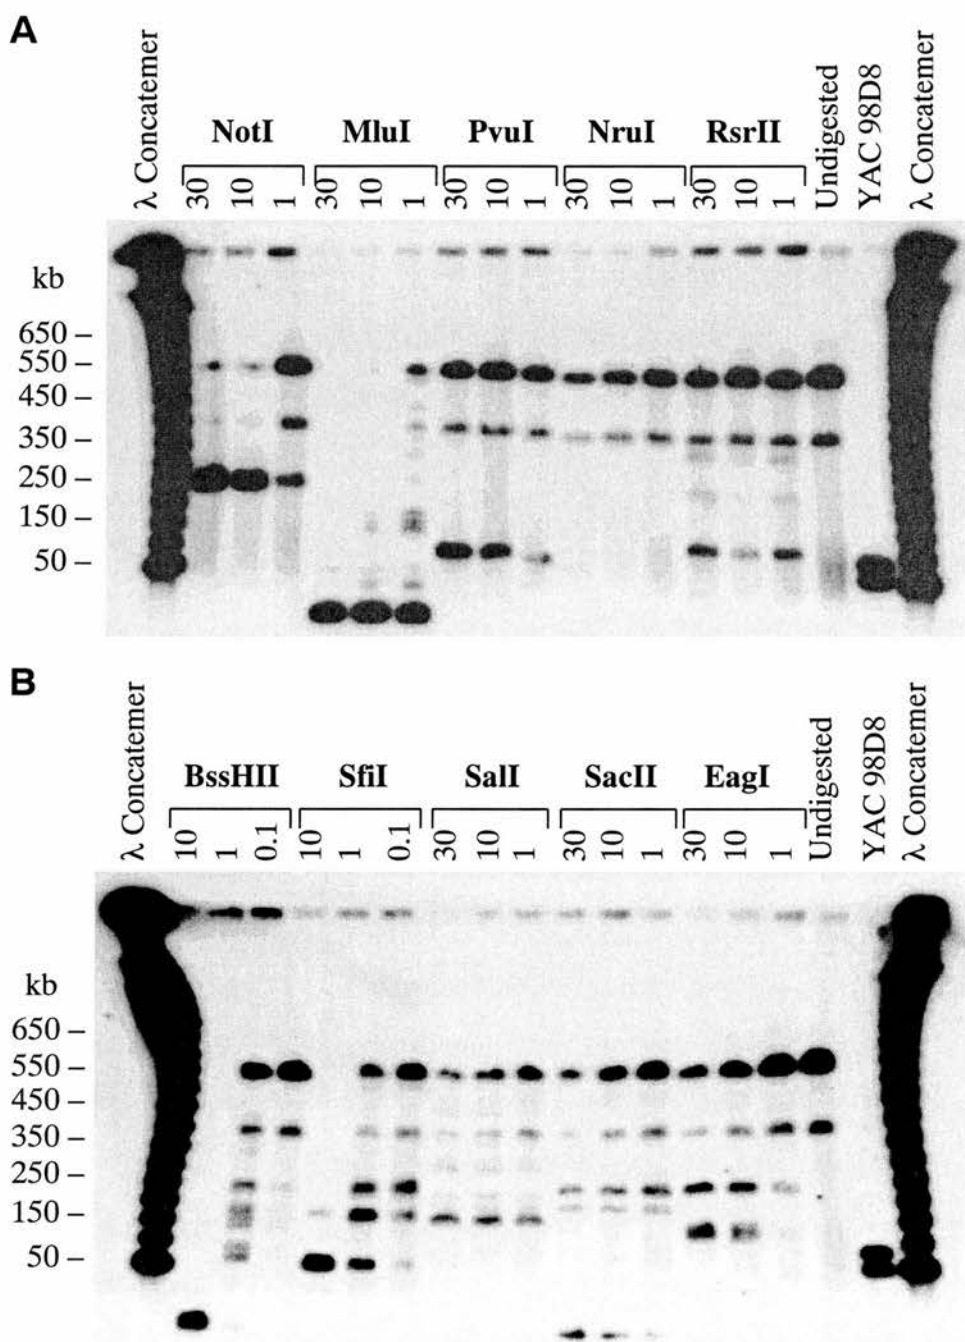 A
λ Concatemer
NotI MluI PvuI NruI RsrII
30 10 1 30 10 1 30 10 1 30 10 1 30 10 1
Undigested
YAC 98D8
λ Concatemer
kb
650
550
450
350
250
150
50
B
λ Concatemer
BssHII SfiI SalI SacII EagI
10 1 0.1 10 1 0.1 30 10 1 30 10 1 30 10 1
Undigested
YAC 98D8
λ Concatemer
kb
650
550
450
350
250
150
50